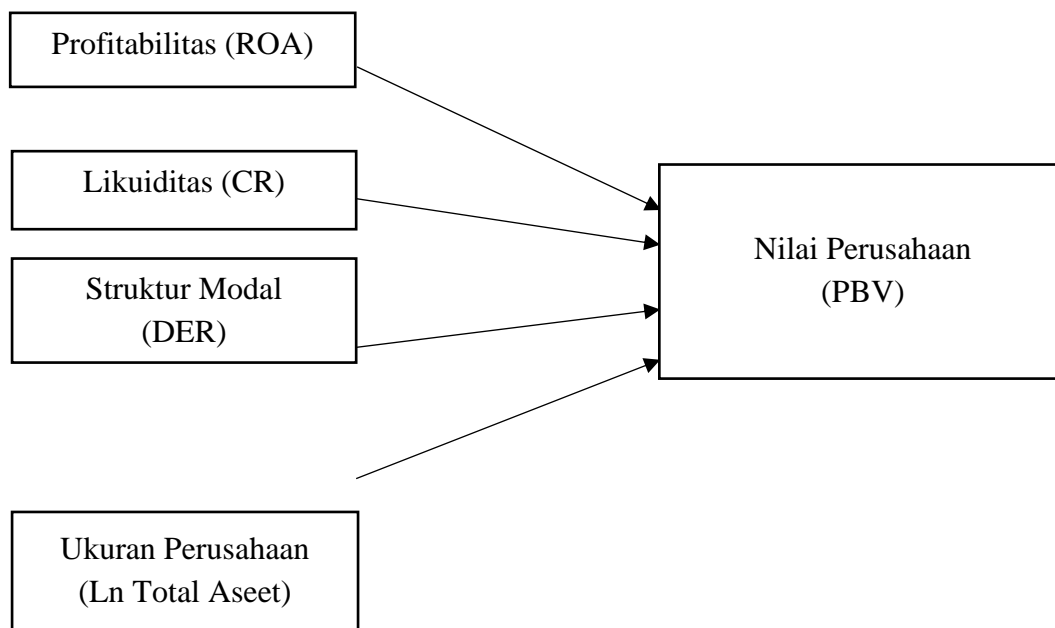 Profitabilitas (ROA)
Likuiditas (CR)
Struktur Modal
(DER)
Ukuran Perusahaan
(Ln Total Aseet)
Nilai Perusahaan
(PBV)